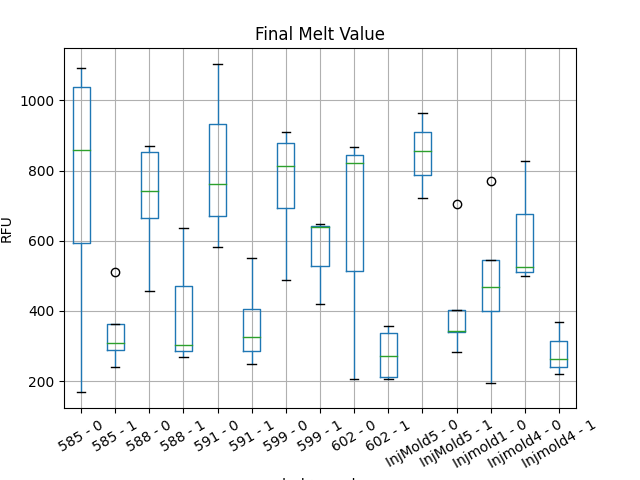 Final Melt Value
RFU
1000
800
600
400
200
585 - 0
585 - 1
588 - 0
588 - 1
591 - 0
591 - 1
599 - 0
599 - 1
602 - 0
602 - 1
InjMold5 - 0
InjMold5 - 1
Injmold1 - 0
Injmold4 - 0
Injmold4 - 1